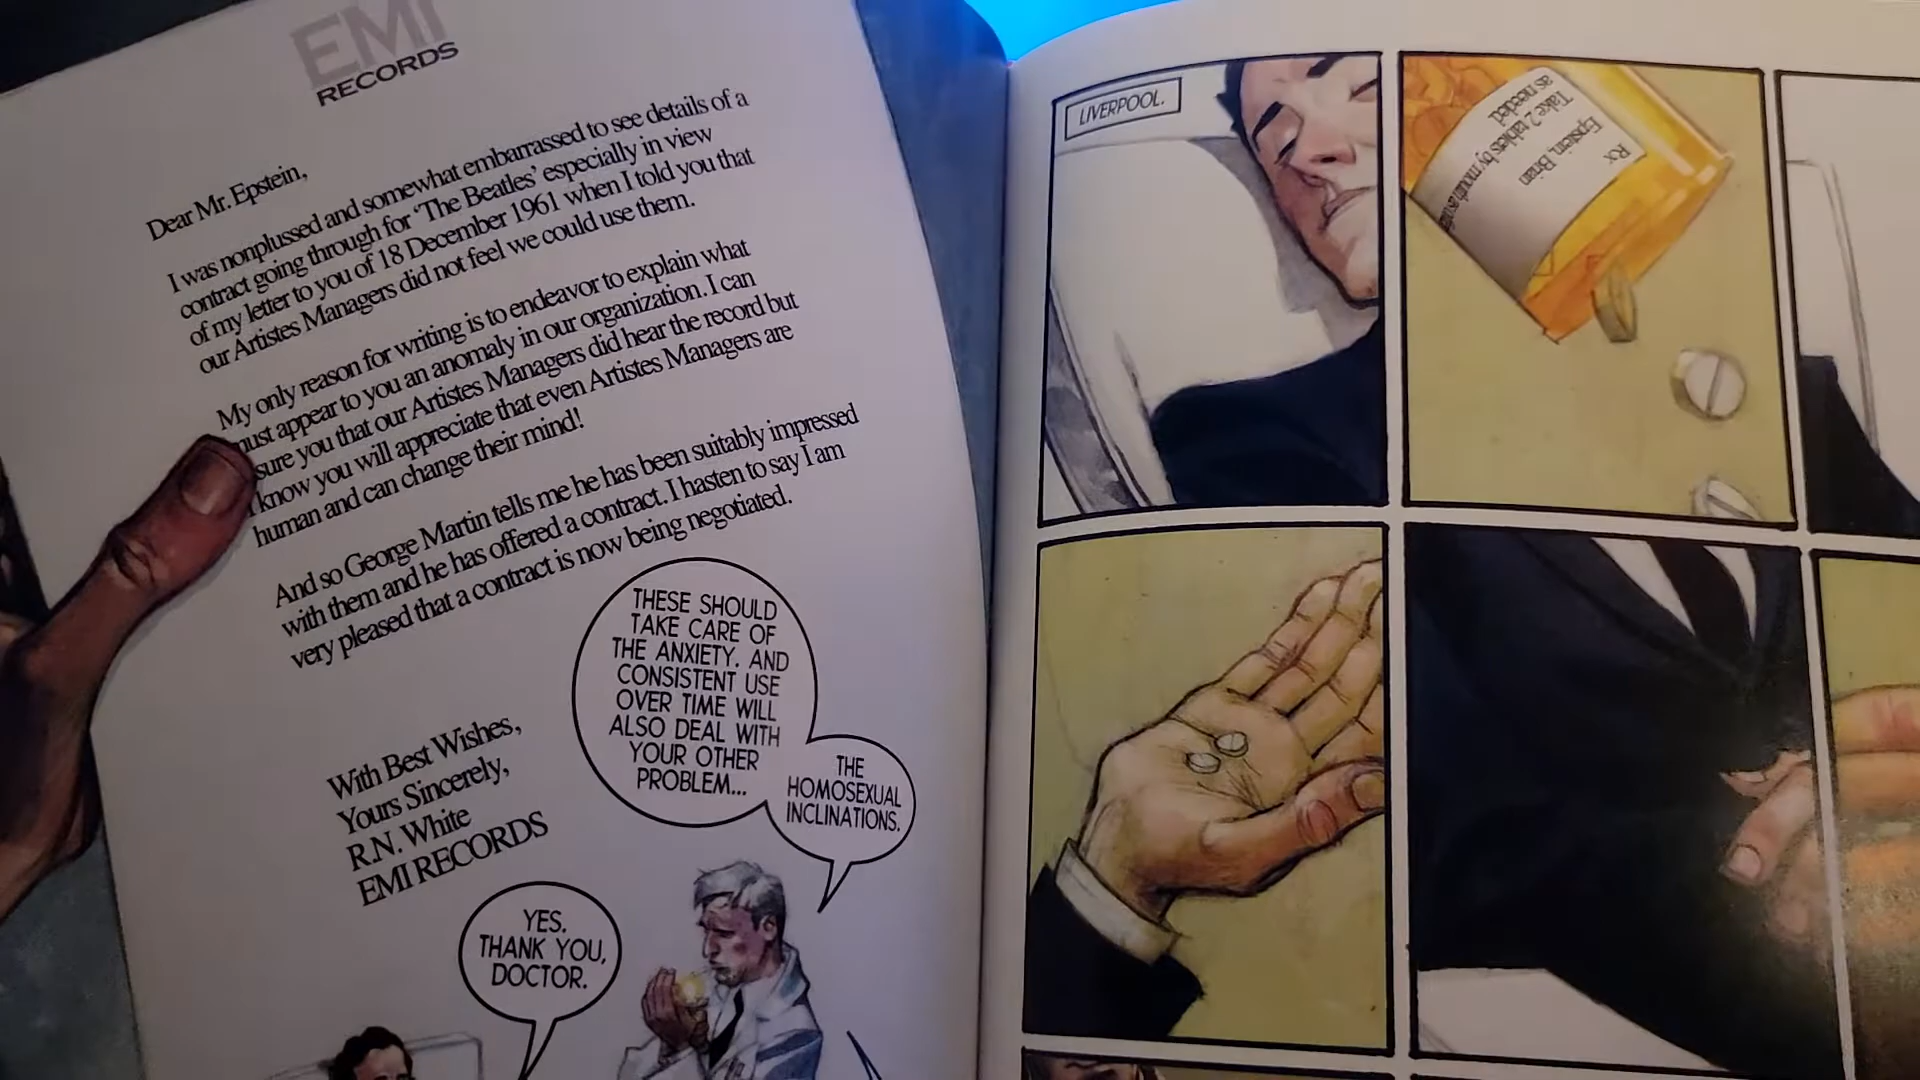 EMI
RECORDS
Dear Mr. Epstein,
I was nonplussed and somewhat embarrassed to see details of a
contract going through for 'The Beatles' especially in view
of my letter to you of 18 December 1961 when I told you that
our Artistes Managers did not feel we could use them.
My only reason for writing is to endeavor to explain what
must appear to you an anomaly in our organization. I can
sure you that our Artistes Managers did hear the record but
know you will appreciate that even Artistes Managers are
human and can change their mind!
And so George Martin tells me he has been suitably impressed
with them and he has offered a contract. I hasten to say I am
very pleased that a contract is now being negotiated.
With Best Wishes,
Yours Sincerely,
R.N. White
EMI RECORDS
THESE SHOULD
TAKE CARE OF
THE ANXIETY. AND
CONSISTENT USE
OVER TIME WILL
ALSO DEAL WITH
YOUR OTHER
PROBLEM...
THE
HOMOSEXUAL
INCLINATIONS.
YES.
THANK YOU,
DOCTOR.
LIVERPOOL.
Rx
Epstein, Brian
Take 2 tablets by mouth
as needed.